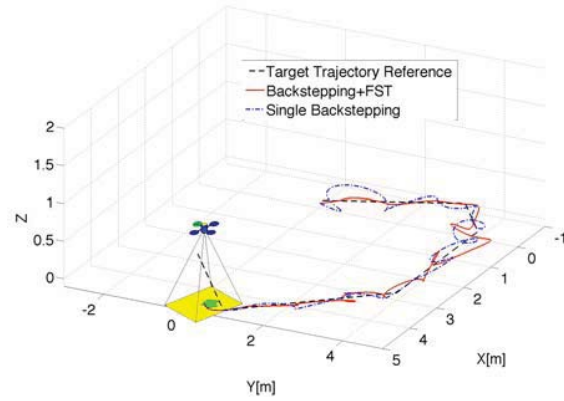 Target Trajectory Reference
Backstepping+FST
Single Backstepping
2
1.5
1
0.5
0
Z
-2
0
2
4
Y[m]
5
4
3
2
1
0
-1
X[m]